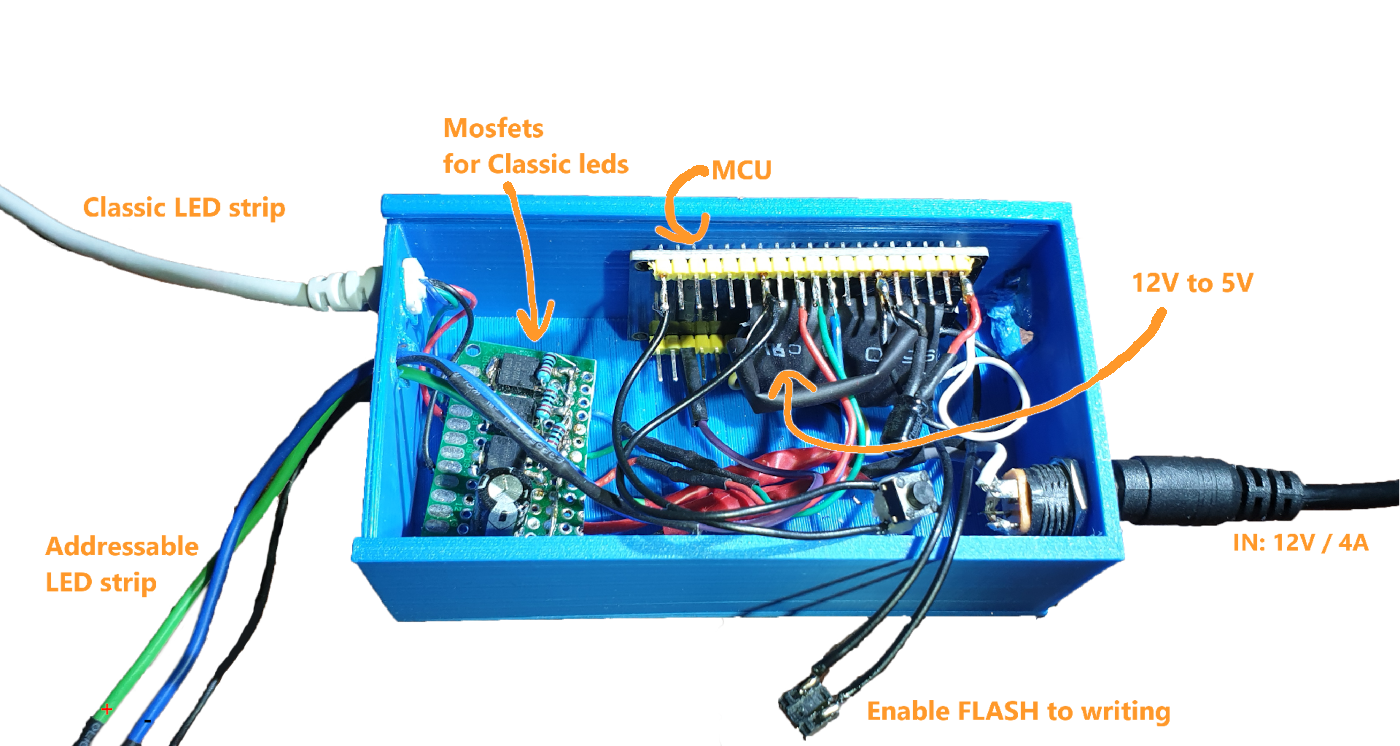 Mosfets
for Classic leds
MCU
Classic LED strip
12V to 5V
Addressable
LED strip
IN: 12V / 4A
+
-
Enable FLASH to writing